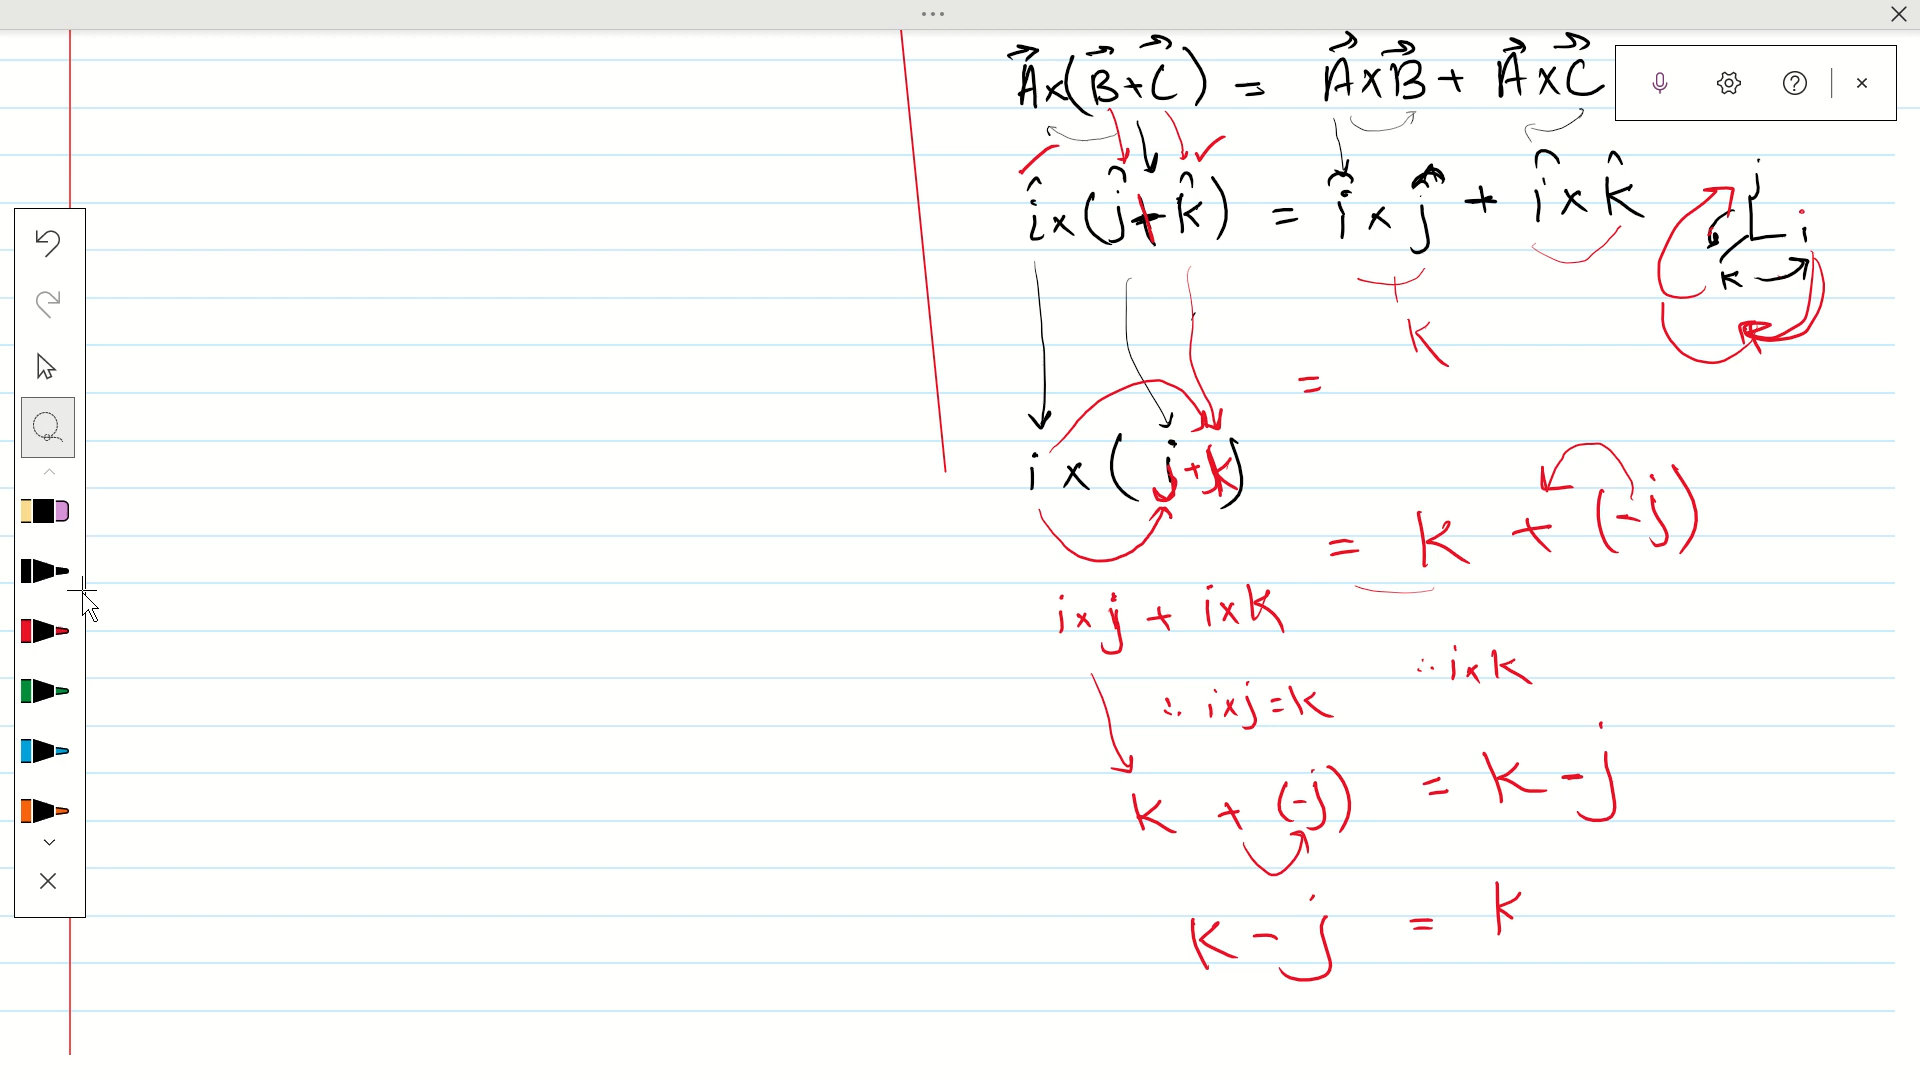 A⃗×(B⃗+C⃗) = A⃗×B⃗ + A⃗×C⃗
î×(ĵ+k̂) = î×ĵ + î×k̂
j
i
k
k
=
i×(j+k)
= k + (-j)
i×j + i×k
∴ i×k
∴ i×j=k
k + (-j) = k-j
k-j = k